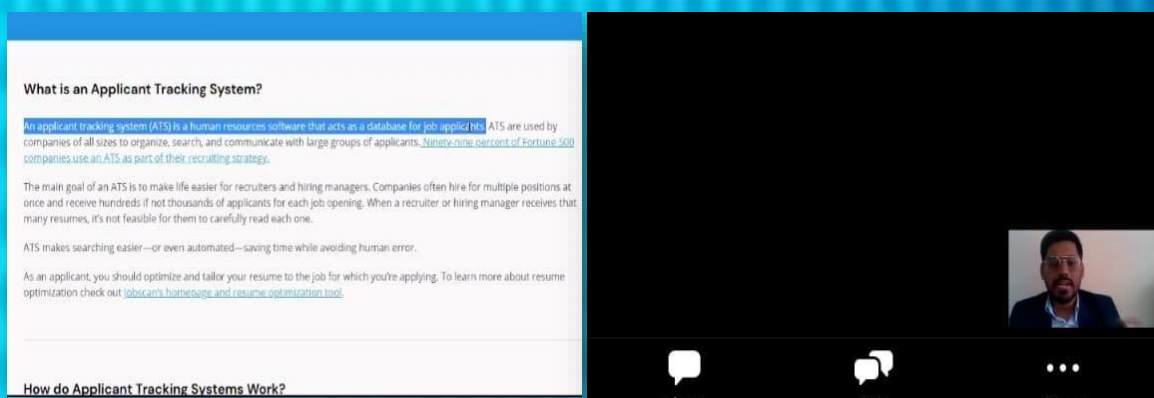 What is an Applicant Tracking System?
An applicant tracking system (ATS) is a human resources software that acts as a database for job applicants. ATS are used by
companies of all sizes to organize, search, and communicate with large groups of applicants. Ninety-nine percent of Fortune 500
companies use an ATS as part of their recruiting strategy.
The main goal of an ATS is to make life easier for recruiters and hiring managers. Companies often hire for multiple positions at
once and receive hundreds if not thousands of applicants for each job opening. When a recruiter or hiring manager receives that
many resumes, it's not feasible for them to carefully read each one.
ATS makes searching easier—or even automated—saving time while avoiding human error.
As an applicant, you should optimize and tailor your resume to the job for which you're applying. To learn more about resume
optimization check out Jobscan's homepage and resume optimization tool.
How do Applicant Tracking Systems Work?